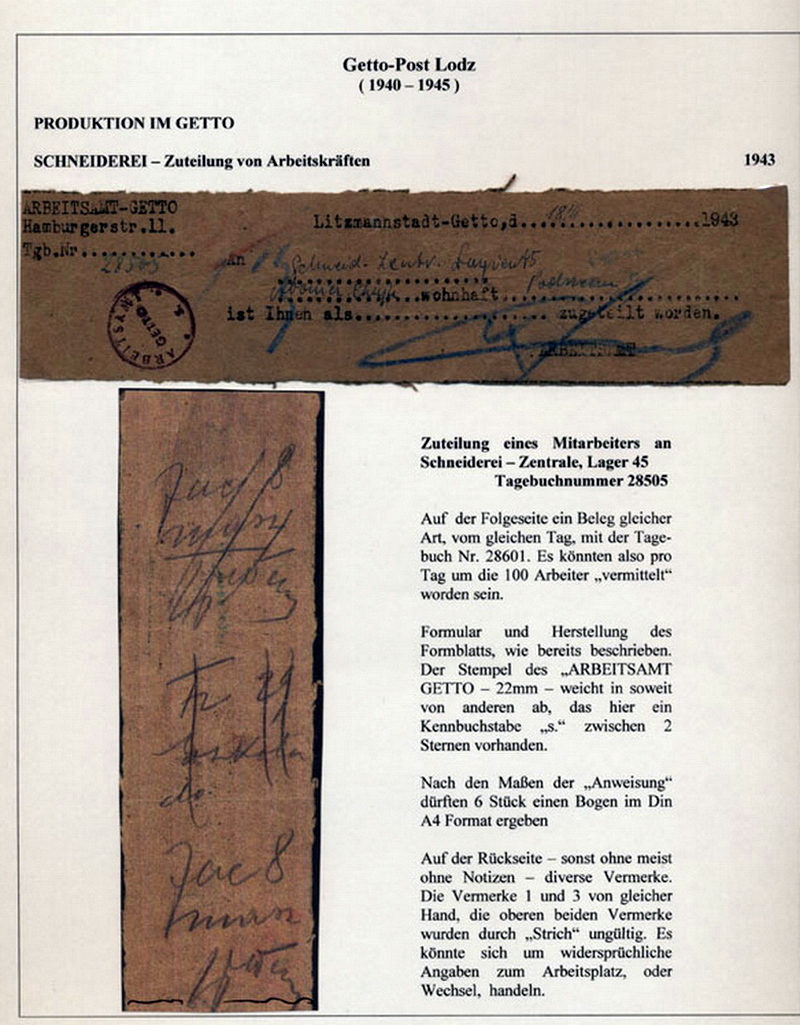 Getto-Post Lodz
( 1940 – 1945 )
PRODUKTION IM GETTO
SCHNEIDEREI – Zuteilung von Arbeitskräften
1943
ARBEITSAMT-GETTO
Hamburgerstr.11.
Litzmannstadt-Getto,d....................1943
Tgb.Nr............
28505
An Schneid. Zentr.
wohnhaft
ist Ihnen als.................... zugeteilt worden.
ARBEITSAMT
ARBEITSAMT
GETTO
Jac 8
Jac 8
Zuteilung eines Mitarbeiters an
Schneiderei – Zentrale, Lager 45
Tagebuchnummer 28505
Auf der Folgeseite ein Beleg gleicher
Art, vom gleichen Tag, mit der Tage-
buch Nr. 28601. Es könnten also pro
Tag um die 100 Arbeiter „vermittelt“
worden sein.
Formular und Herstellung des
Formblatts, wie bereits beschrieben.
Der Stempel des „ARBEITSAMT
GETTO – 22mm – weicht in soweit
von anderen ab, das hier ein
Kennbuchstabe „s.“ zwischen 2
Sternen vorhanden.
Nach den Maßen der „Anweisung“
dürften 6 Stück einen Bogen im Din
A4 Format ergeben
Auf der Rückseite – sonst ohne meist
ohne Notizen – diverse Vermerke.
Die Vermerke 1 und 3 von gleicher
Hand, die oberen beiden Vermerke
wurden durch „Strich“ ungültig. Es
könnte sich um widersprüchliche
Angaben zum Arbeitsplatz, oder
Wechsel, handeln.